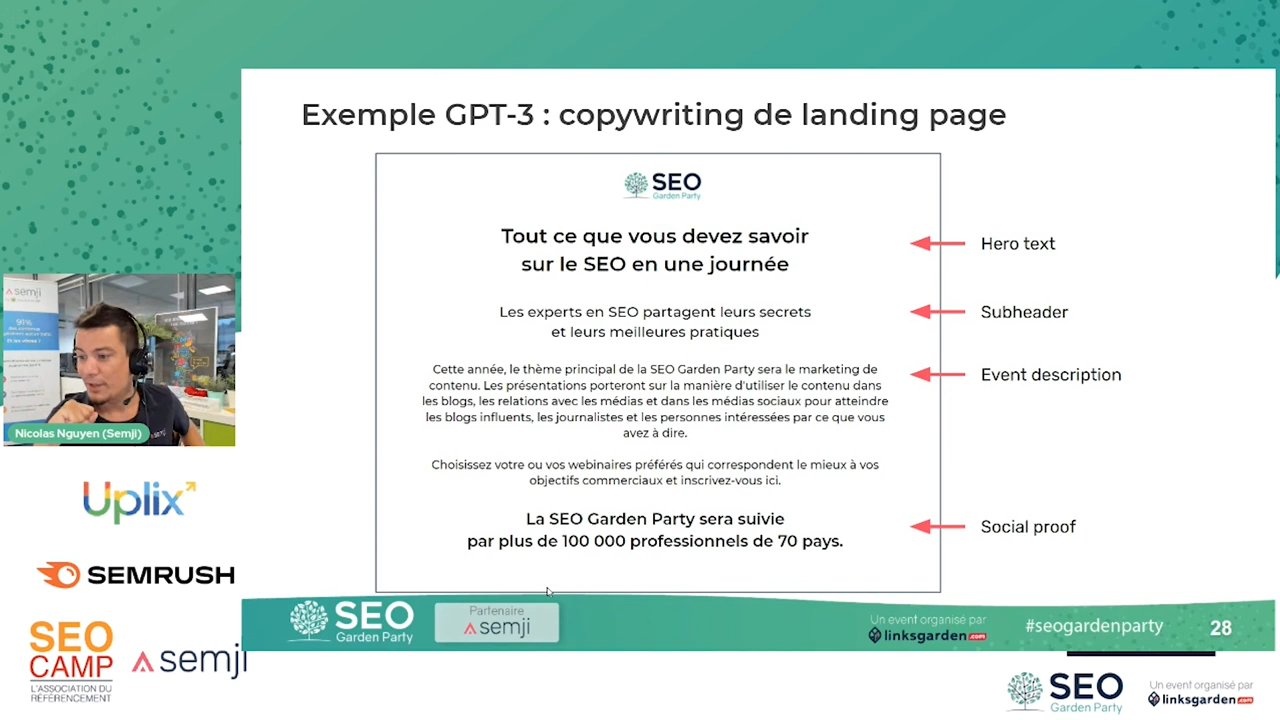 Exemple GPT-3 : copywriting de landing page
SEO
Garden Party
Tout ce que vous devez savoir
sur le SEO en une journée
Hero text
Les experts en SEO partagent leurs secrets
et leurs meilleures pratiques
Subheader
Cette année, le thème principal de la SEO Garden Party sera le marketing de
contenu. Les présentations porteront sur la manière d'utiliser le contenu dans
les blogs, les relations avec les médias et dans les médias sociaux pour atteindre
les blogs influents, les journalistes et les personnes intéressées par ce que vous
avez à dire.
Event description
Choisissez votre ou vos webinaires préférés qui correspondent le mieux à vos
objectifs commerciaux et inscrivez-vous ici.
La SEO Garden Party sera suivie
par plus de 100 000 professionnels de 70 pays.
Social proof
semji
Nicolas Nguyen (Semji)
Uplix
SEMRUSH
SEO
CAMP
L'ASSOCIATION DU
RÉFÉRENCEMENT
semji
SEO
Garden Party
Partenaire
semji
Un event organisé par
linksgarden.com
#seogardenparty
28
SEO
Garden Party
Un event organisé par
linksgarden.com